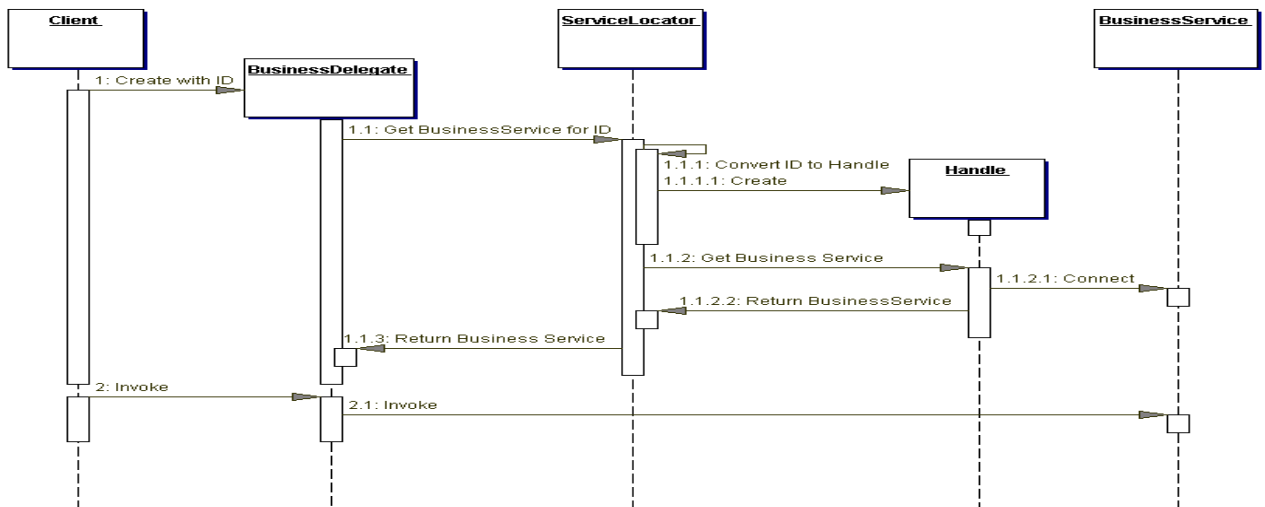 Client
ServiceLocator
BusinessService
BusinessDelegate
1: Create with ID
1.1: Get BusinessService for ID
1.1.1: Convert ID to Handle
1.1.1.1: Create
Handle
1.1.2: Get Business Service
1.1.2.1: Connect
1.1.2.2: Return BusinessService
1.1.3: Return Business Service
2: Invoke
2.1: Invoke